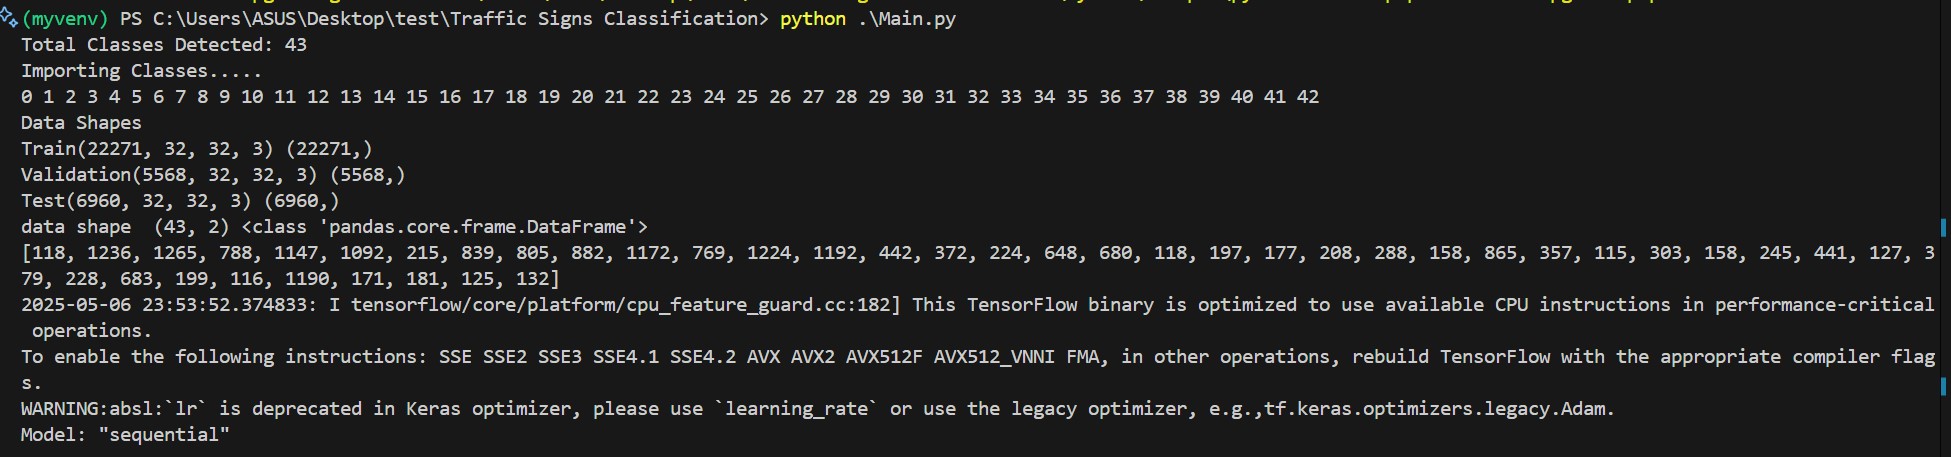 (myvenv) PS C:\Users\ASUS\Desktop\test\Traffic Signs Classification> python .\Main.py
Total Classes Detected: 43
Importing Classes.....
0 1 2 3 4 5 6 7 8 9 10 11 12 13 14 15 16 17 18 19 20 21 22 23 24 25 26 27 28 29 30 31 32 33 34 35 36 37 38 39 40 41 42
Data Shapes
Train(22271, 32, 32, 3) (22271,)
Validation(5568, 32, 32, 3) (5568,)
Test(6960, 32, 32, 3) (6960,)
data shape  (43, 2) <class 'pandas.core.frame.DataFrame'>
[118, 1236, 1265, 788, 1147, 1092, 215, 839, 805, 882, 1172, 769, 1224, 1192, 442, 372, 224, 648, 680, 118, 197, 177, 208, 288, 158, 865, 357, 115, 303, 158, 245, 441, 127, 3
79, 228, 683, 199, 116, 1190, 171, 181, 125, 132]
2025-05-06 23:53:52.374833: I tensorflow/core/platform/cpu_feature_guard.cc:182] This TensorFlow binary is optimized to use available CPU instructions in performance-critical
 operations.
To enable the following instructions: SSE SSE2 SSE3 SSE4.1 SSE4.2 AVX AVX2 AVX512F AVX512_VNNI FMA, in other operations, rebuild TensorFlow with the appropriate compiler flag
s.
WARNING:absl:`lr` is deprecated in Keras optimizer, please use `learning_rate` or use the legacy optimizer, e.g.,tf.keras.optimizers.legacy.Adam.
Model: "sequential"